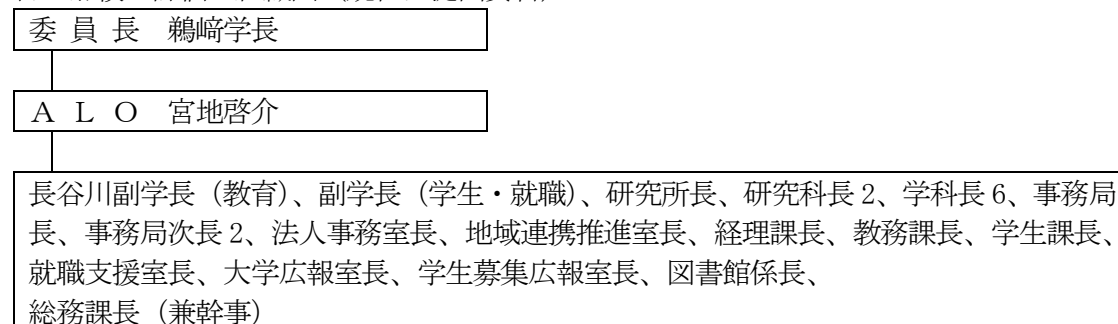 委 員 長　鵜﨑学長
Ａ Ｌ Ｏ　宮地啓介
長谷川副学長（教育）、副学長（学生・就職）、研究所長、研究科長 2、学科長 6、事務局
長、事務局次長 2、法人事務室長、地域連携推進室長、経理課長、教務課長、学生課長、
就職支援室長、大学広報室長、学生募集広報室長、図書館係長、
総務課長（兼幹事）